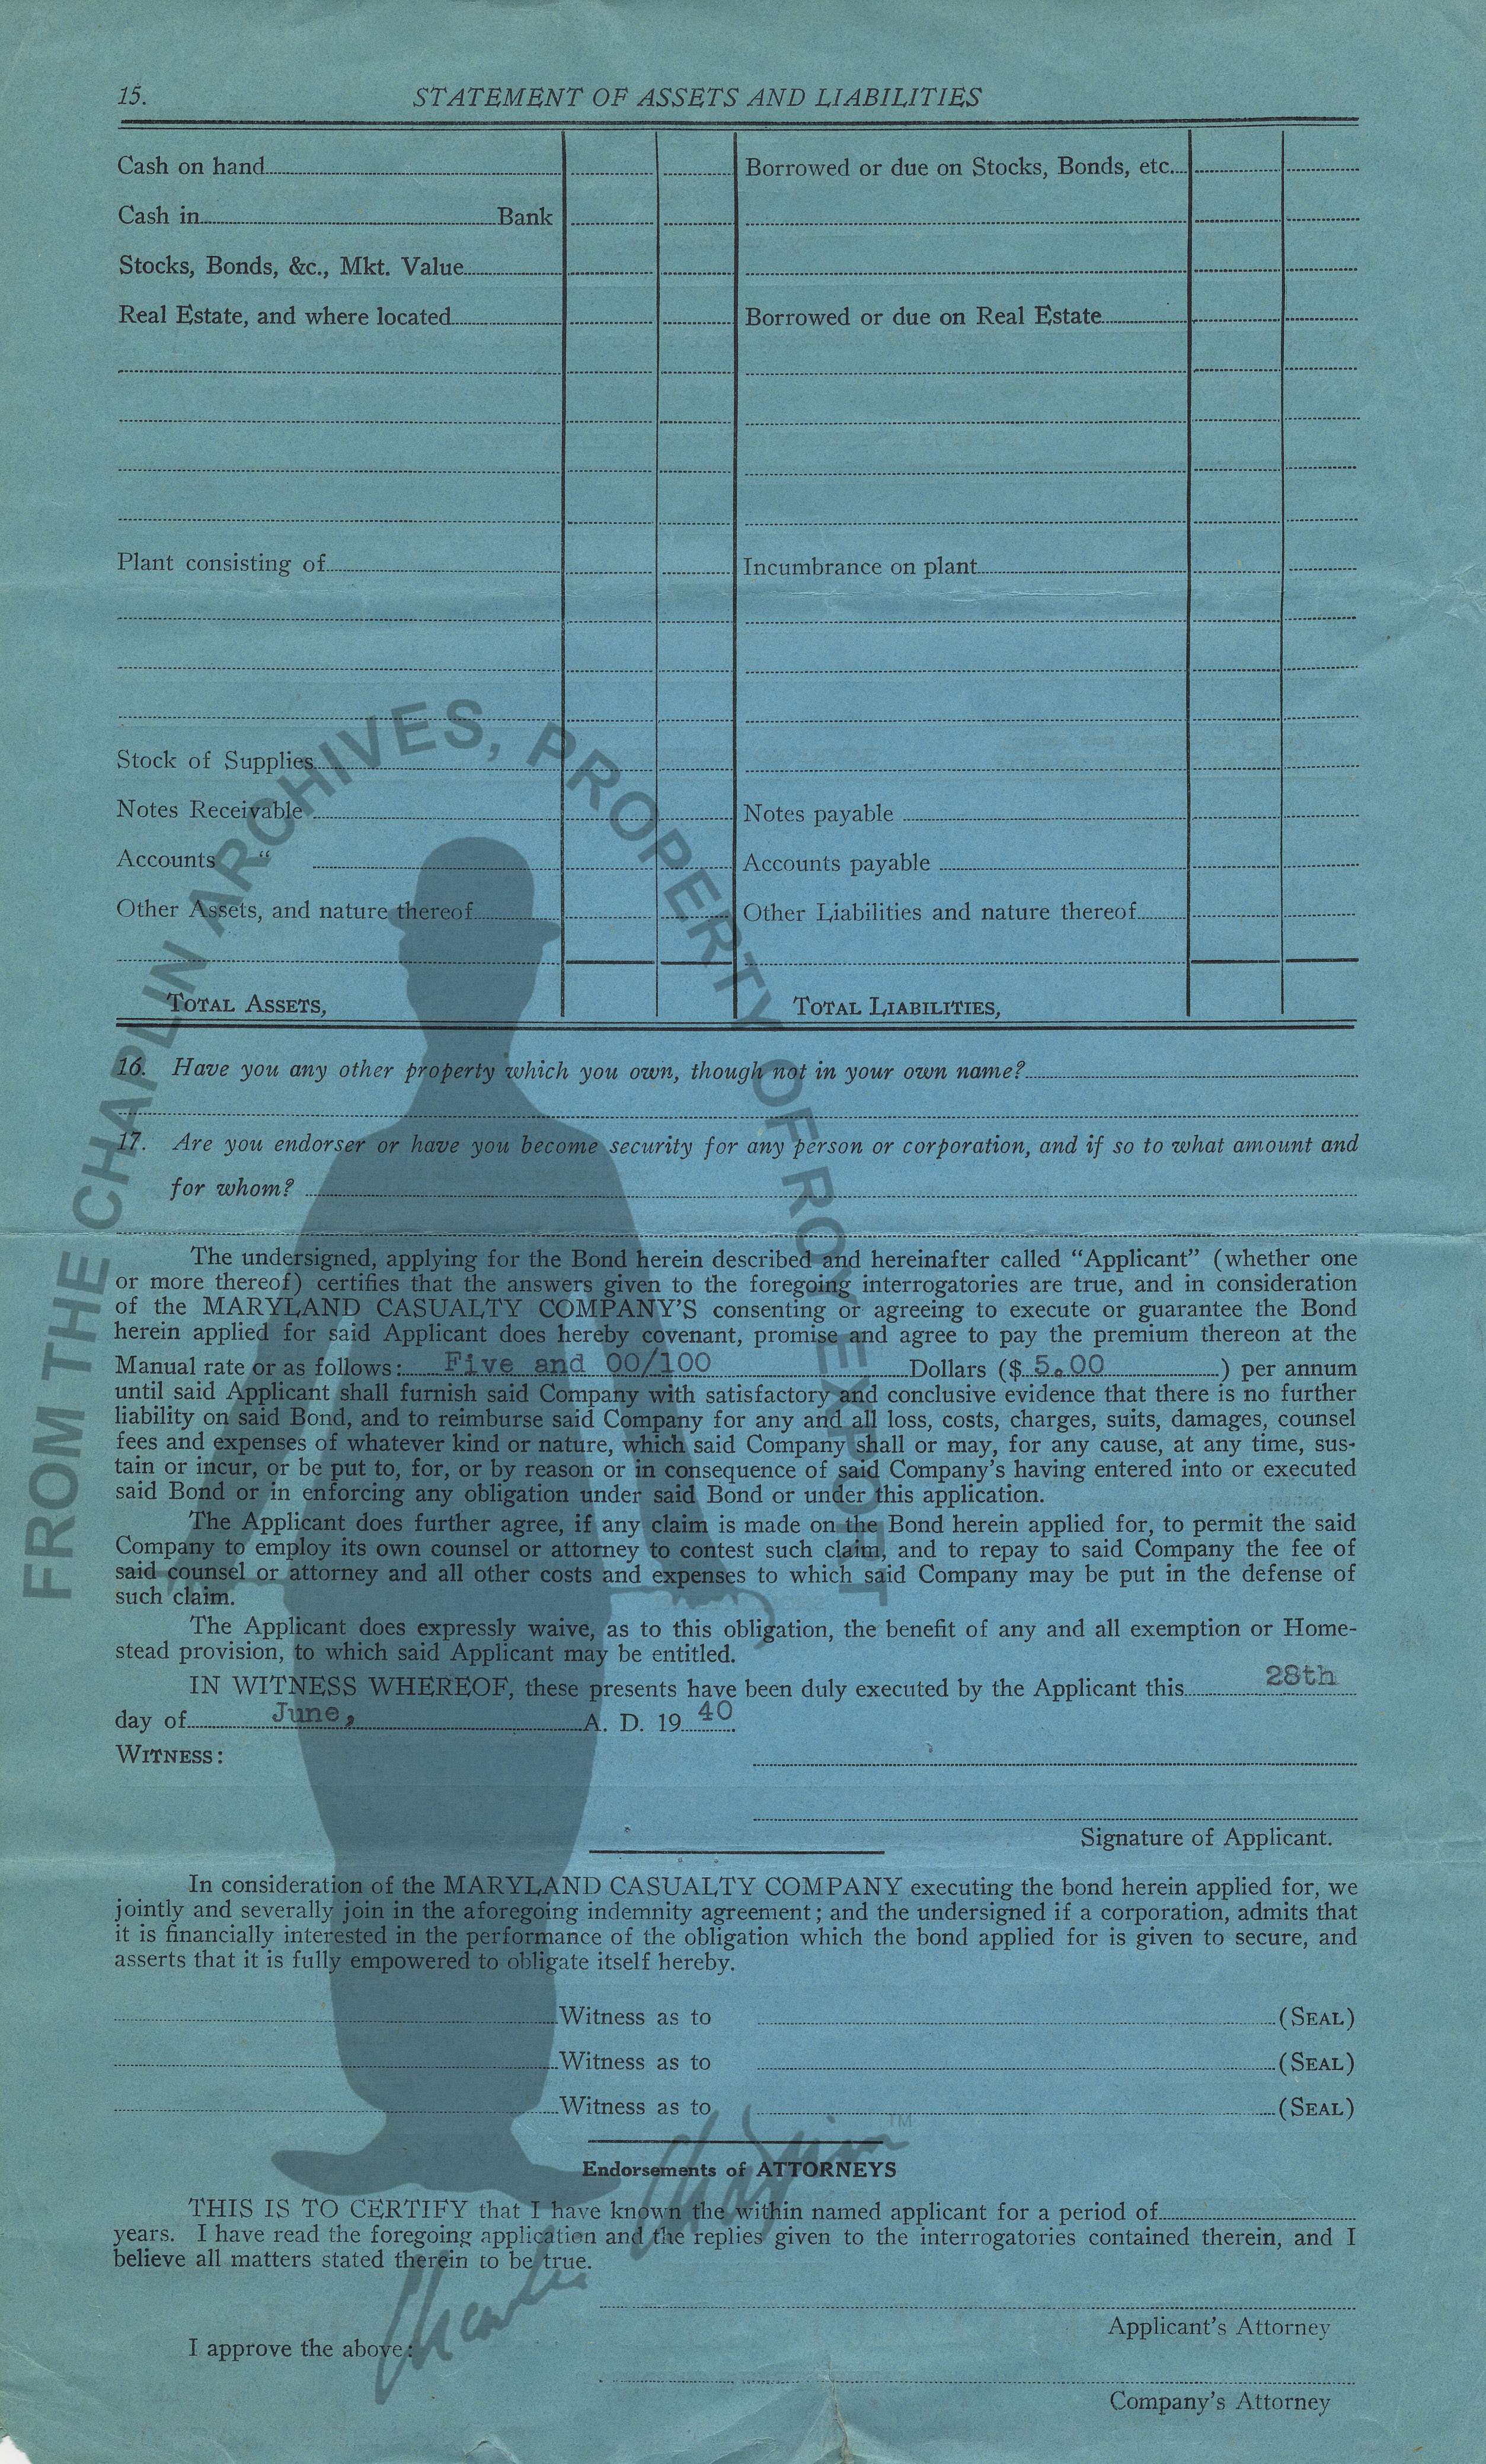 15. STATEMENT OF ASSETS AND LIABILITIES
Cash on hand Borrowed or due on Stocks, Bonds, etc.
Cash in Bank
Stocks, Bonds, &c., Mkt. Value
Real Estate, and where located Borrowed or due on Real Estate
Plant consisting of Incumbrance on plant
Stock of Supplies
Notes Receivable Notes payable
Accounts " Accounts payable
Other Assets, and nature thereof Other Liabilities and nature thereof
TOTAL ASSETS, TOTAL LIABILITIES,
16. Have you any other property which you own, though not in your own name?
17. Are you endorser or have you become security for any person or corporation, and if so to what amount and
for whom?
The undersigned, applying for the Bond herein described and hereinafter called "Applicant" (whether one
or more thereof) certifies that the answers given to the foregoing interrogatories are true, and in consideration
of the MARYLAND CASUALTY COMPANY'S consenting or agreeing to execute or guarantee the Bond
herein applied for said Applicant does hereby covenant, promise and agree to pay the premium thereon at the
Manual rate or as follows: Five and 00/100 Dollars ($ 5.00 ) per annum
until said Applicant shall furnish said Company with satisfactory and conclusive evidence that there is no further
liability on said Bond, and to reimburse said Company for any and all loss, costs, charges, suits, damages, counsel
fees and expenses of whatever kind or nature, which said Company shall or may, for any cause, at any time, sus-
tain or incur, or be put to, for, or by reason or in consequence of said Company's having entered into or executed
said Bond or in enforcing any obligation under said Bond or under this application.
The Applicant does further agree, if any claim is made on the Bond herein applied for, to permit the said
Company to employ its own counsel or attorney to contest such claim, and to repay to said Company the fee of
said counsel or attorney and all other costs and expenses to which said Company may be put in the defense of
such claim.
The Applicant does expressly waive, as to this obligation, the benefit of any and all exemption or Home-
stead provision, to which said Applicant may be entitled.
IN WITNESS WHEREOF, these presents have been duly executed by the Applicant this 28th
day of June, A. D. 19 40
WITNESS:
Signature of Applicant.
In consideration of the MARYLAND CASUALTY COMPANY executing the bond herein applied for, we
jointly and severally join in the aforegoing indemnity agreement; and the undersigned if a corporation, admits that
it is financially interested in the performance of the obligation which the bond applied for is given to secure, and
asserts that it is fully empowered to obligate itself hereby.
Witness as to (SEAL)
Witness as to (SEAL)
Witness as to (SEAL)
Endorsements of ATTORNEYS
THIS IS TO CERTIFY that I have known the within named applicant for a period of
years. I have read the foregoing application and the replies given to the interrogatories contained therein, and I
believe all matters stated therein to be true.
Applicant's Attorney
I approve the above:
Company's Attorney
FROM THE CHAPLIN ARCHIVES, PROPERTY OF ROY EXPORT
Charles Chaplin TM